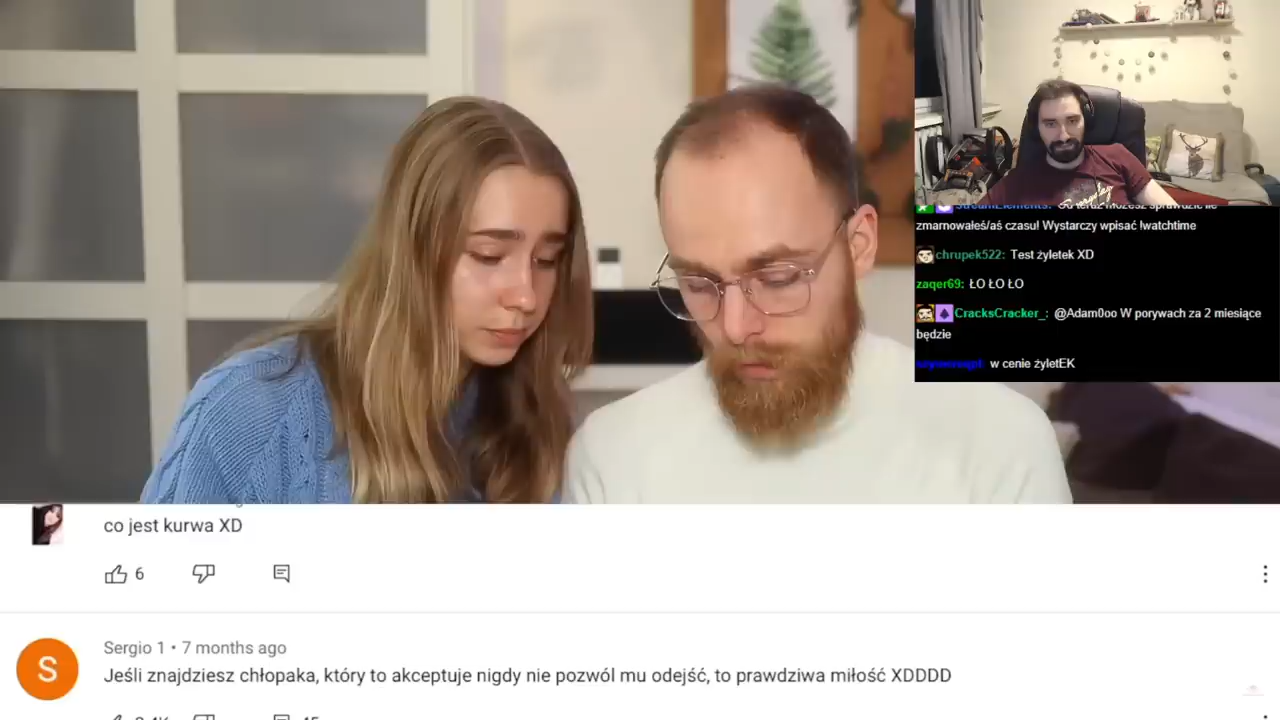 zmarnowałeś/aś czasu! Wystarczy wpisać !watchtime
chrupek522: Test żyletek XD
zaqer69: ŁO ŁO ŁO
CracksCracker_: @Adam0oo W porywach za 2 miesiące
będzie
w cenie żyletEK
co jest kurwa XD
6
Sergio 1 • 7 months ago
S
Jeśli znajdziesz chłopaka, który to akceptuje nigdy nie pozwól mu odejść, to prawdziwa miłość XDDDD